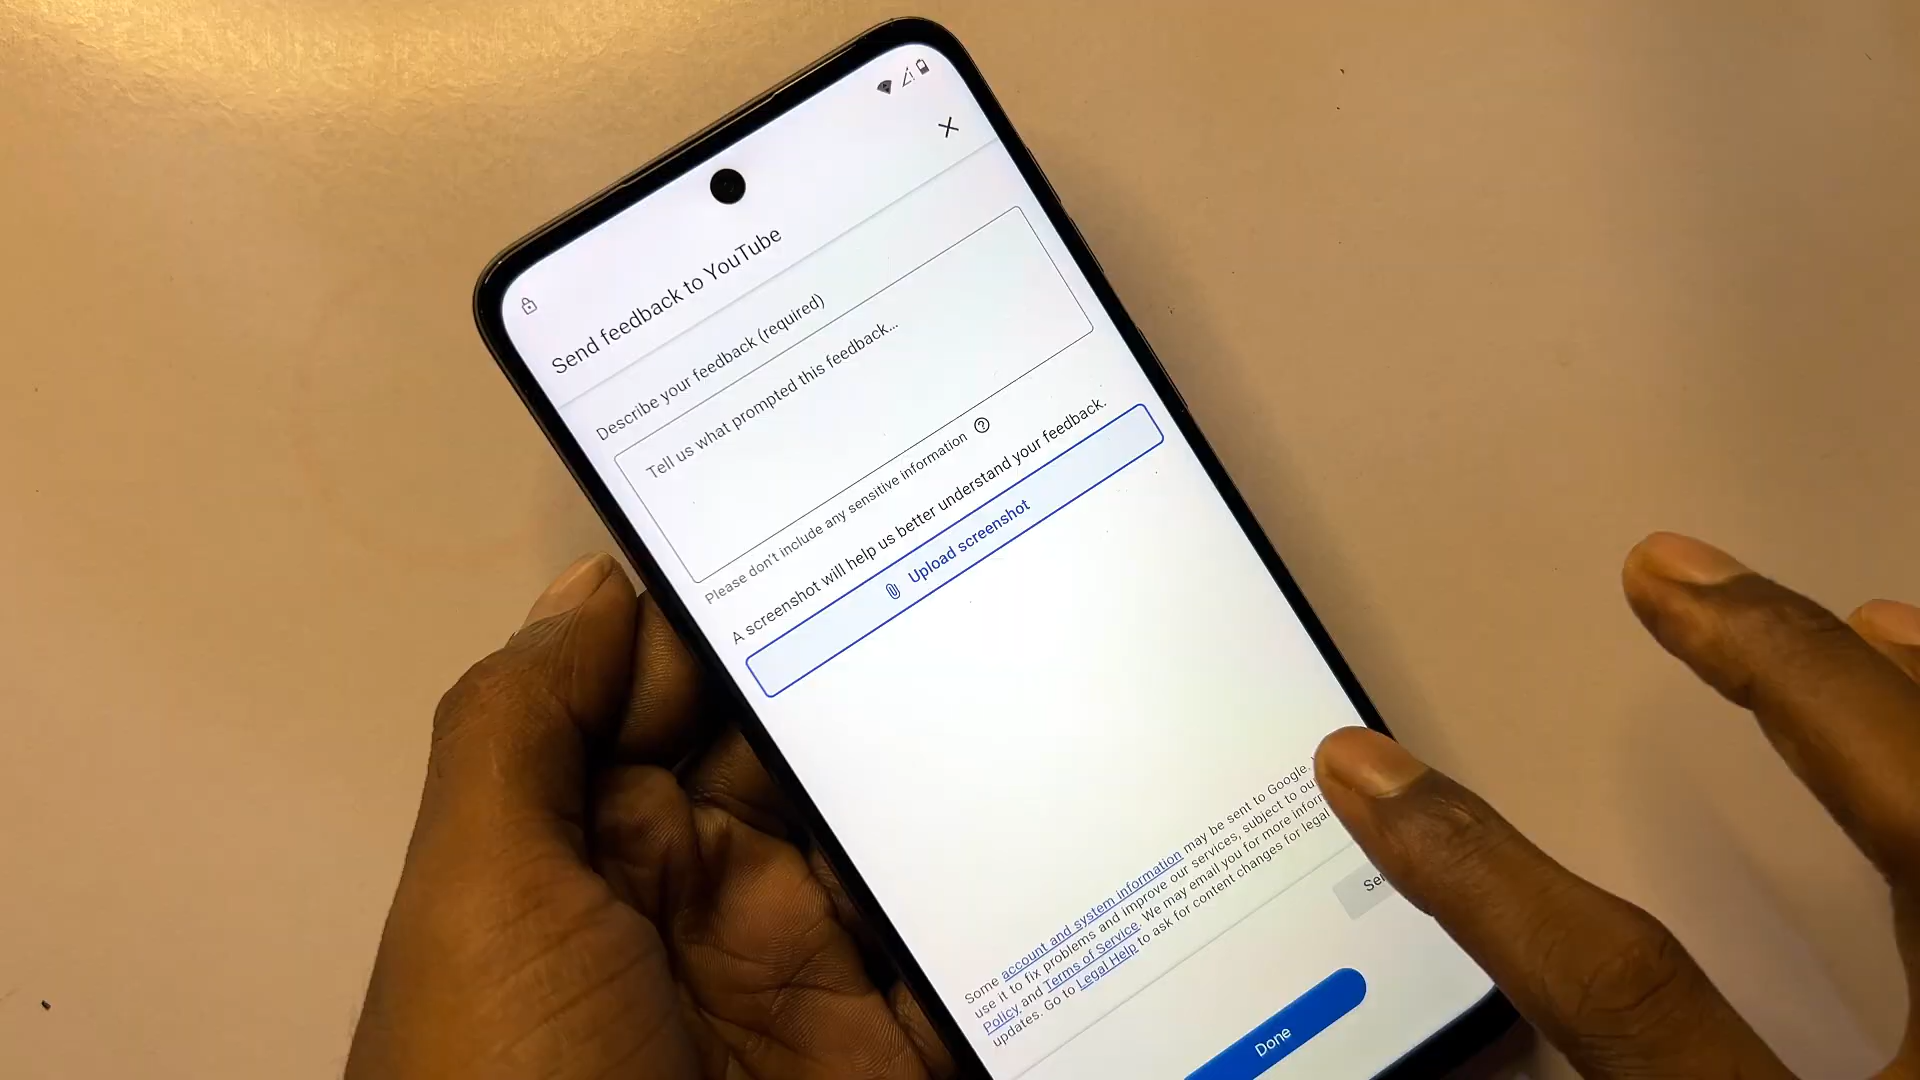 Send feedback to YouTube
Describe your feedback (required)
Tell us what prompted this feedback...
Please don't include any sensitive information
A screenshot will help us better understand your feedback.
Upload screenshot
Some account and system information may be sent to Google.
use it to fix problems and improve our services, subject to our
Policy and Terms of Service. We may email you for more
updates. Go to Legal Help to ask for content changes for legal
Done